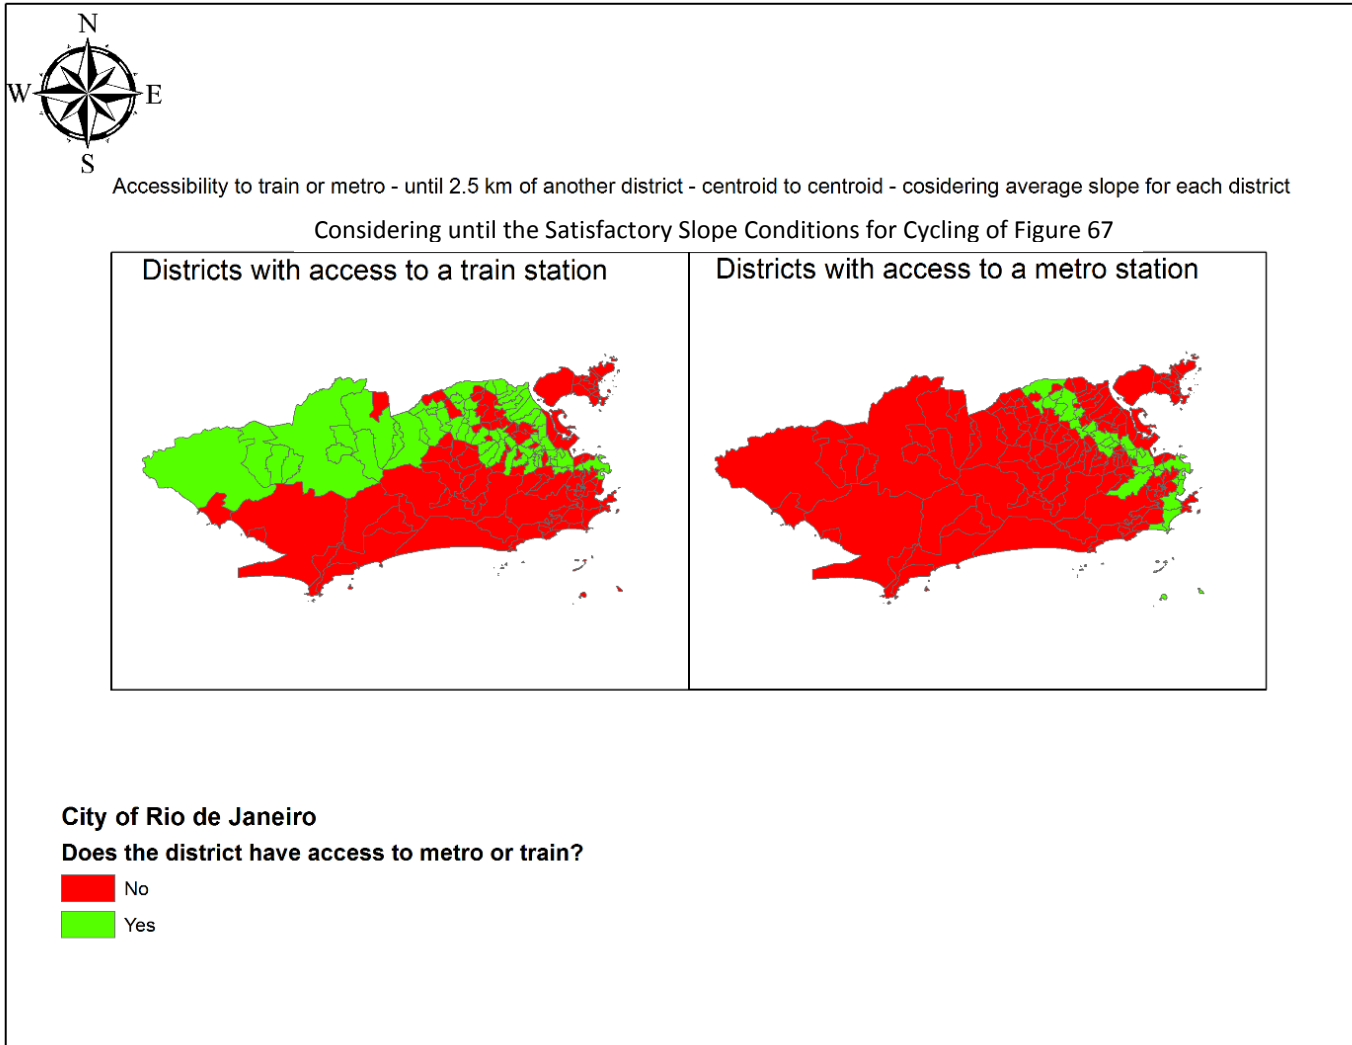 N
W E
S
Accessibility to train or metro - until 2.5 km of another district - centroid to centroid - cosidering average slope for each district
Considering until the Satisfactory Slope Conditions for Cycling of Figure 67
Districts with access to a train station
Districts with access to a metro station
City of Rio de Janeiro
Does the district have access to metro or train?
No
Yes